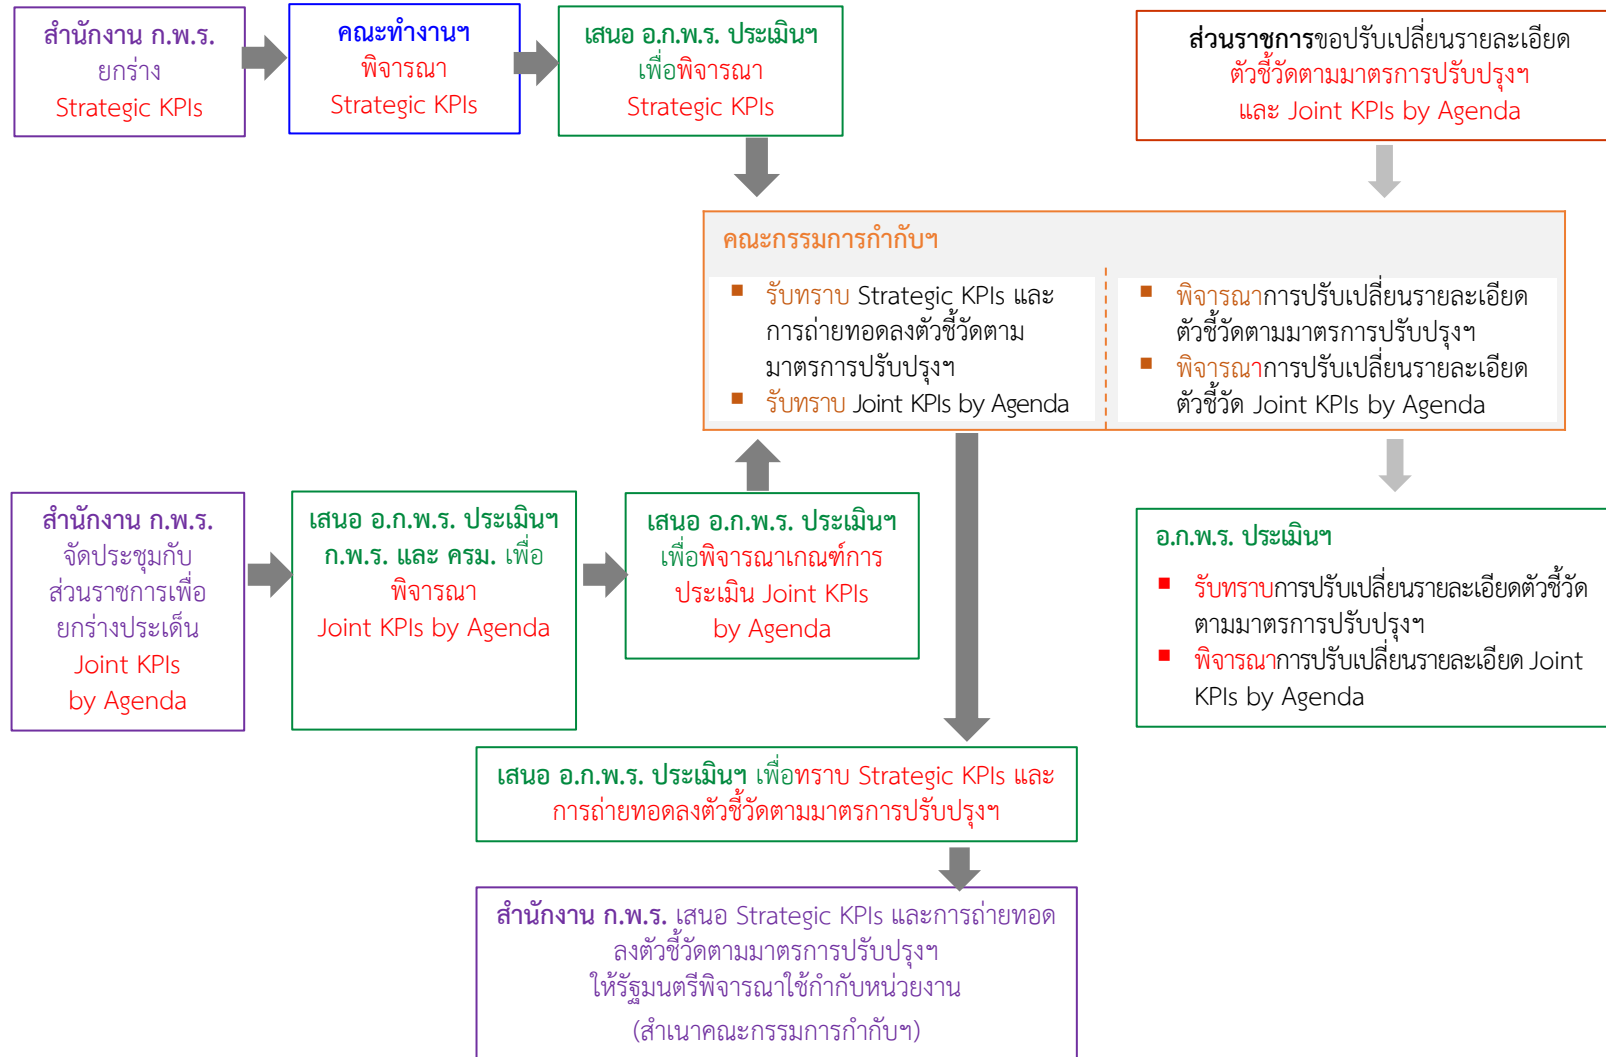 สำนักงาน ก.พ.ร.
ยกร่าง
Strategic KPIs
คณะทำงานฯ
พิจารณา
Strategic KPIs
เสนอ อ.ก.พ.ร. ประเมินฯ
เพื่อพิจารณา
Strategic KPIs
ส่วนราชการขอปรับเปลี่ยนรายละเอียด
ตัวชี้วัดตามมาตรการปรับปรุงฯ
และ Joint KPIs by Agenda
คณะกรรมการกำกับฯ
■ รับทราบ Strategic KPIs และ
การถ่ายทอดลงตัวชี้วัดตาม
มาตรการปรับปรุงฯ
■ รับทราบ Joint KPIs by Agenda
■ พิจารณาการปรับเปลี่ยนรายละเอียด
ตัวชี้วัดตามมาตรการปรับปรุงฯ
■ พิจารณาการปรับเปลี่ยนรายละเอียด
ตัวชี้วัด Joint KPIs by Agenda
สำนักงาน ก.พ.ร.
จัดประชุมกับ
ส่วนราชการเพื่อ
ยกร่างประเด็น
Joint KPIs
by Agenda
เสนอ อ.ก.พ.ร. ประเมินฯ
ก.พ.ร. และ ครม. เพื่อ
พิจารณา
Joint KPIs by Agenda
เสนอ อ.ก.พ.ร. ประเมินฯ
เพื่อพิจารณาเกณฑ์การ
ประเมิน Joint KPIs
by Agenda
อ.ก.พ.ร. ประเมินฯ
■ รับทราบการปรับเปลี่ยนรายละเอียดตัวชี้วัด
ตามมาตรการปรับปรุงฯ
■ พิจารณาการปรับเปลี่ยนรายละเอียด Joint
KPIs by Agenda
เสนอ อ.ก.พ.ร. ประเมินฯ เพื่อทราบ Strategic KPIs และ
การถ่ายทอดลงตัวชี้วัดตามมาตรการปรับปรุงฯ
สำนักงาน ก.พ.ร. เสนอ Strategic KPIs และการถ่ายทอด
ลงตัวชี้วัดตามมาตรการปรับปรุงฯ
ให้รัฐมนตรีพิจารณาใช้กำกับหน่วยงาน
(สำเนาคณะกรรมการกำกับฯ)